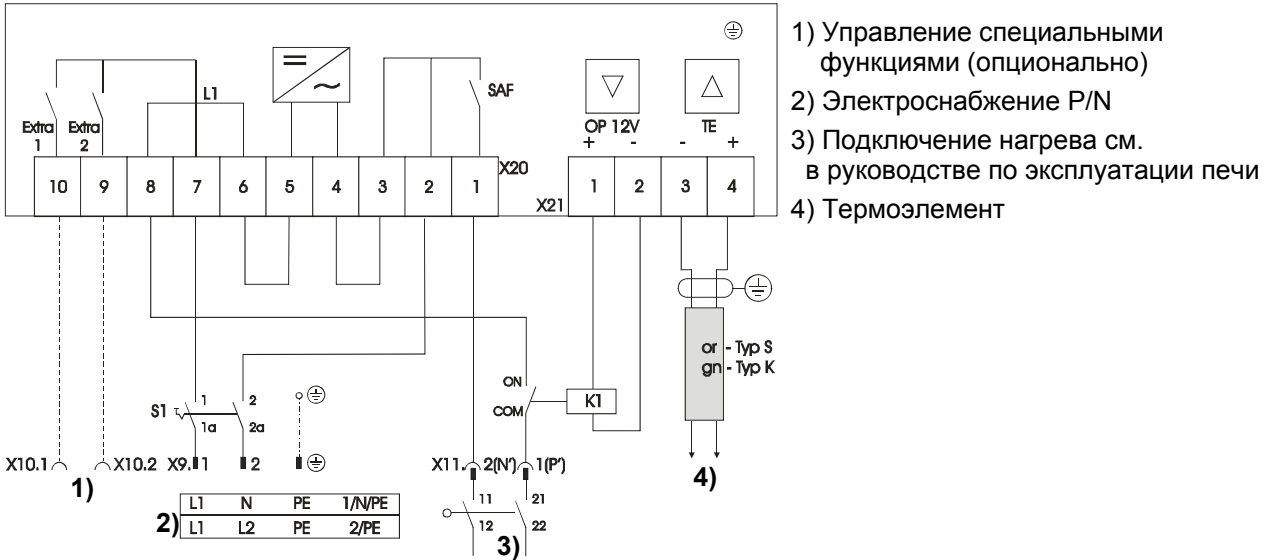 L1
SAF
Extra
1
Extra
2
OP 12V
+ -
TE
- +
X20
10 9 8 7 6 5 4 3 2 1
X21
1 2 3 4
or - Typ S
gn - Typ K
ON
COM
K1
S1
1 2
1a 2a
X10.1 X10.2 X9. 1 2
X11. 2(N') 1(P')
1)
4)
11 21
12 22
3)
2)
L1 N PE 1/N/PE
L1 L2 PE 2/PE
1) Управление специальными
функциями (опционально)
2) Электроснабжение P/N
3) Подключение нагрева см.
в руководстве по эксплуатации печи
4) Термоэлемент